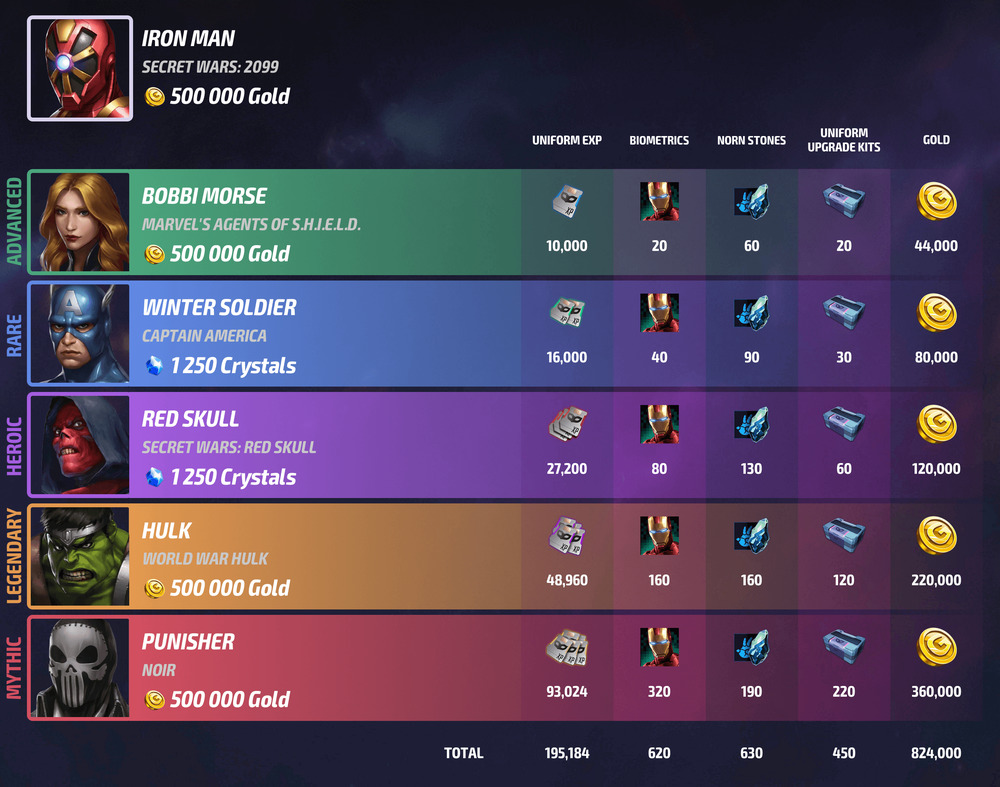 IRON MAN
SECRET WARS: 2099
500 000 Gold
UNIFORM EXP BIOMETRICS NORN STONES UNIFORM UPGRADE KITS GOLD
ADVANCED
BOBBI MORSE
MARVEL'S AGENTS OF S.H.I.E.L.D.
500 000 Gold
10,000 20 60 20 44,000
RARE
WINTER SOLDIER
CAPTAIN AMERICA
1 250 Crystals
16,000 40 90 30 80,000
HEROIC
RED SKULL
SECRET WARS: RED SKULL
1 250 Crystals
27,200 80 130 60 120,000
LEGENDARY
HULK
WORLD WAR HULK
500 000 Gold
48,960 160 160 120 220,000
MYTHIC
PUNISHER
NOIR
500 000 Gold
93,024 320 190 220 360,000
TOTAL 195,184 620 630 450 824,000